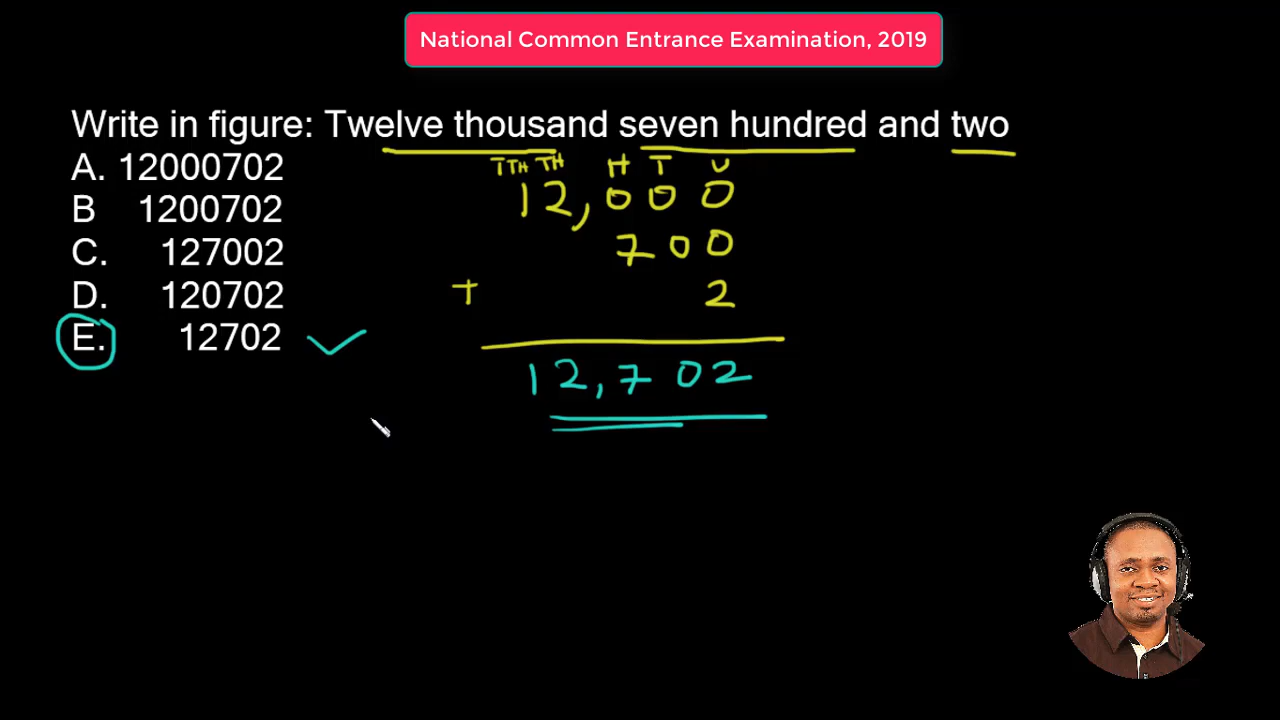 National Common Entrance Examination, 2019
Write in figure: Twelve thousand seven hundred and two
A. 12000702
B 1200702
C. 127002
D. 120702
E. 12702
TTH TH H T U
12,000
700
+ 2
12,702